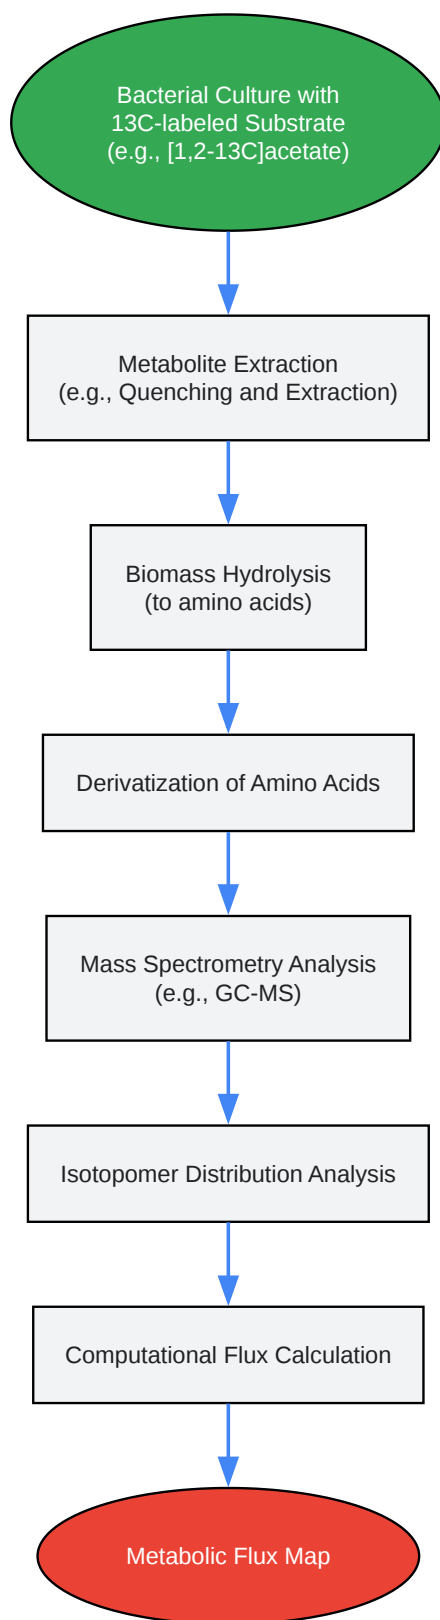 Bacterial Culture with
13C-labeled Substrate
(e.g., [1,2-13C]acetate)
Metabolite Extraction
(e.g., Quenching and Extraction)
Biomass Hydrolysis
(to amino acids)
Derivatization of Amino Acids
Mass Spectrometry Analysis
(e.g., GC-MS)
Isotopomer Distribution Analysis
Computational Flux Calculation
Metabolic Flux Map